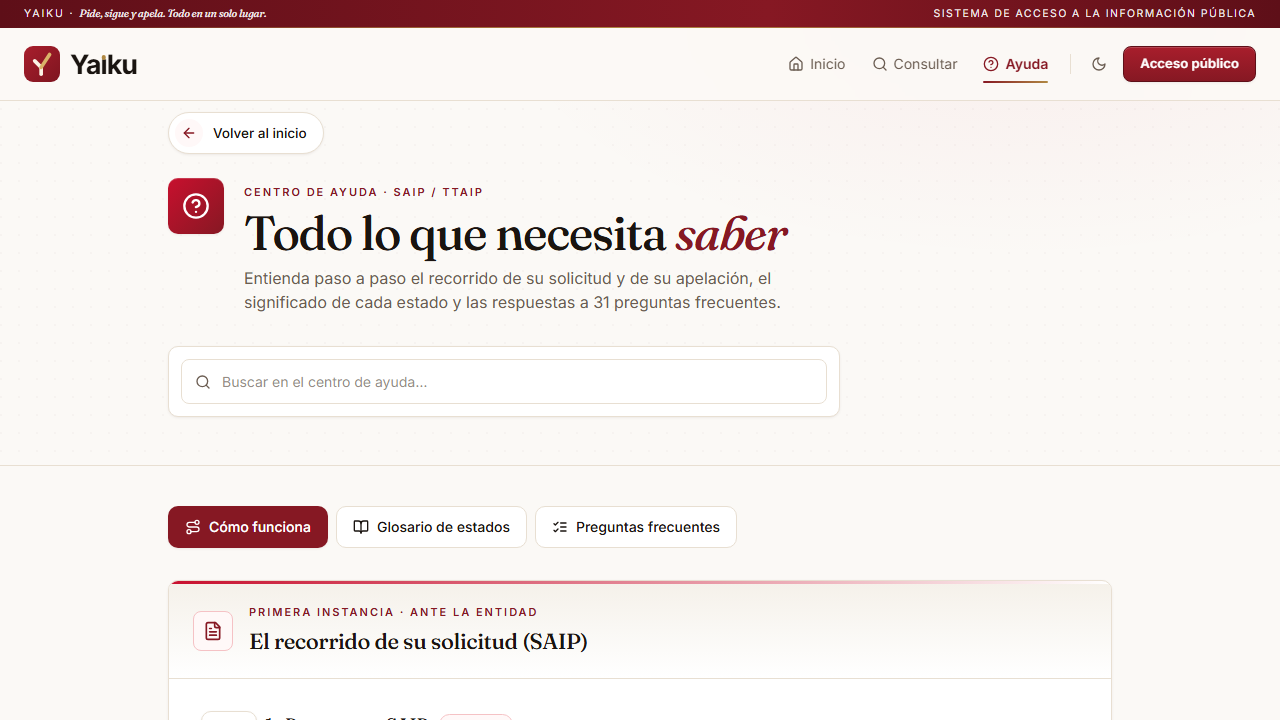 YAIKU · Pide, sigue y apela. Todo en un solo lugar.
SISTEMA DE ACCESO A LA INFORMACIÓN PÚBLICA
Yaiku
Inicio
Consultar
Ayuda
Acceso público
Volver al inicio
CENTRO DE AYUDA · SAIP / TTAIP
Todo lo que necesita saber
Entienda paso a paso el recorrido de su solicitud y de su apelación, el
significado de cada estado y las respuestas a 31 preguntas frecuentes.
Buscar en el centro de ayuda...
Cómo funciona
Glosario de estados
Preguntas frecuentes
PRIMERA INSTANCIA · ANTE LA ENTIDAD
El recorrido de su solicitud (SAIP)